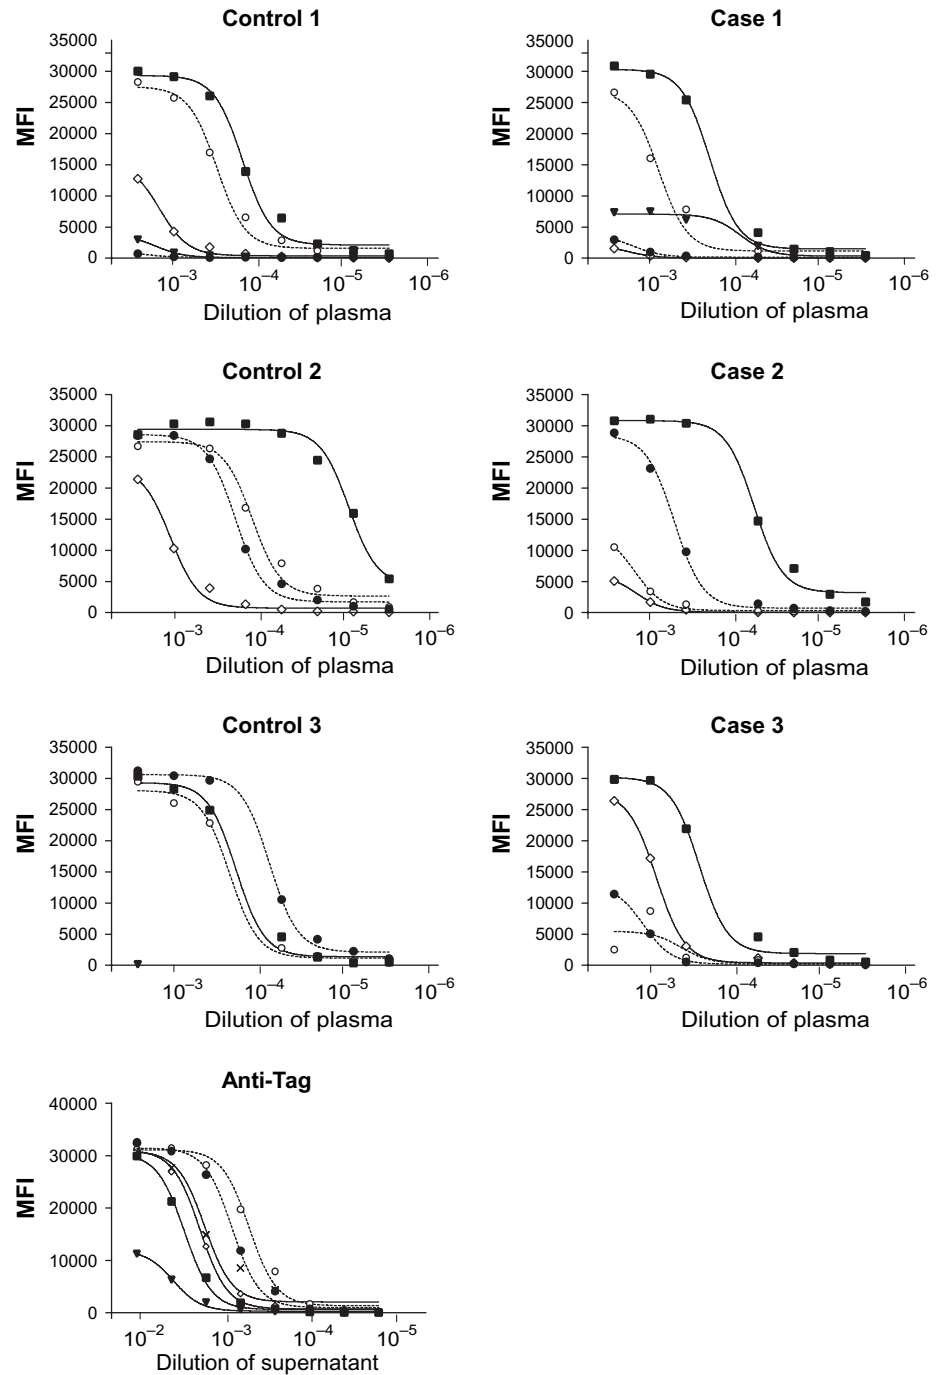 Control 1
35000
30000
25000
20000
15000
10000
5000
0
MFI
10⁻³ 10⁻⁴ 10⁻⁵ 10⁻⁶
Dilution of plasma
Case 1
35000
30000
25000
20000
15000
10000
5000
0
MFI
10⁻³ 10⁻⁴ 10⁻⁵ 10⁻⁶
Dilution of plasma
Control 2
35000
30000
25000
20000
15000
10000
5000
0
MFI
10⁻³ 10⁻⁴ 10⁻⁵ 10⁻⁶
Dilution of plasma
Case 2
35000
30000
25000
20000
15000
10000
5000
0
MFI
10⁻³ 10⁻⁴ 10⁻⁵ 10⁻⁶
Dilution of plasma
Control 3
35000
30000
25000
20000
15000
10000
5000
0
MFI
10⁻³ 10⁻⁴ 10⁻⁵ 10⁻⁶
Dilution of plasma
Case 3
35000
30000
25000
20000
15000
10000
5000
0
MFI
10⁻³ 10⁻⁴ 10⁻⁵ 10⁻⁶
Dilution of plasma
Anti-Tag
40000
30000
20000
10000
0
MFI
10⁻² 10⁻³ 10⁻⁴ 10⁻⁵
Dilution of supernatant